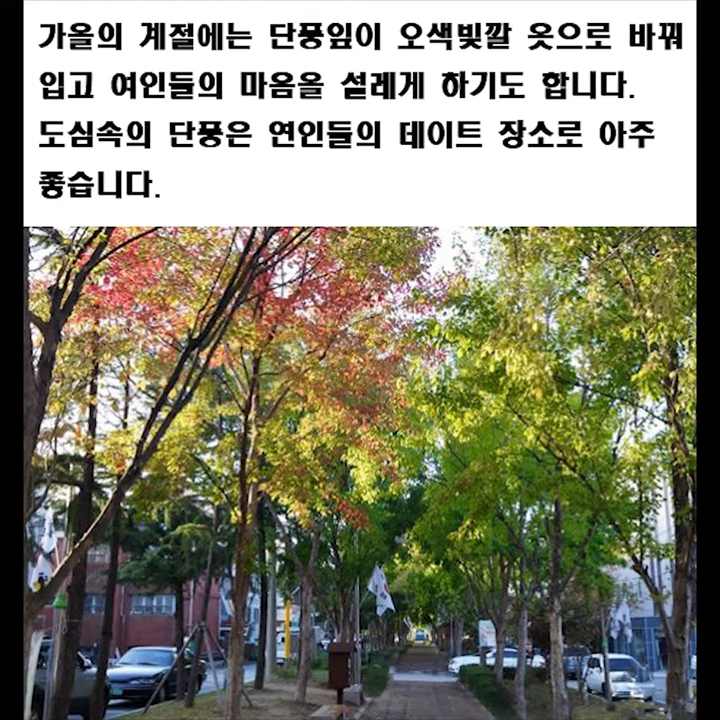 가을의 계절에는 단풍잎이 오색빛깔 옷으로 바꿔
입고 여인들의 마음을 설레게 하기도 합니다.
도심속의 단풍은 연인들의 데이트 장소로 아주
좋습니다.